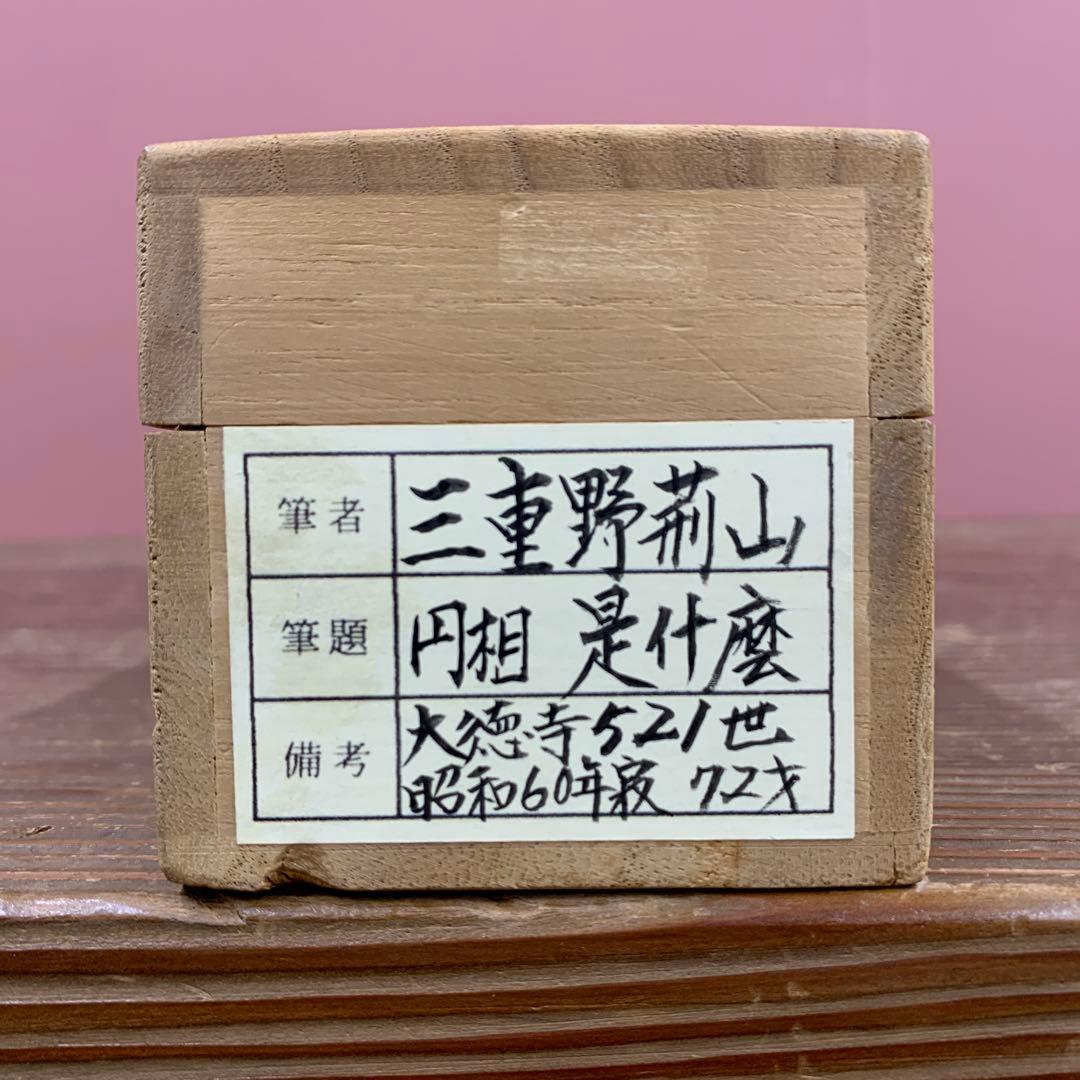 筆者 三重野荊山
筆題 円相 是什麼
備考 大徳寺521世
昭和60年寂 72才